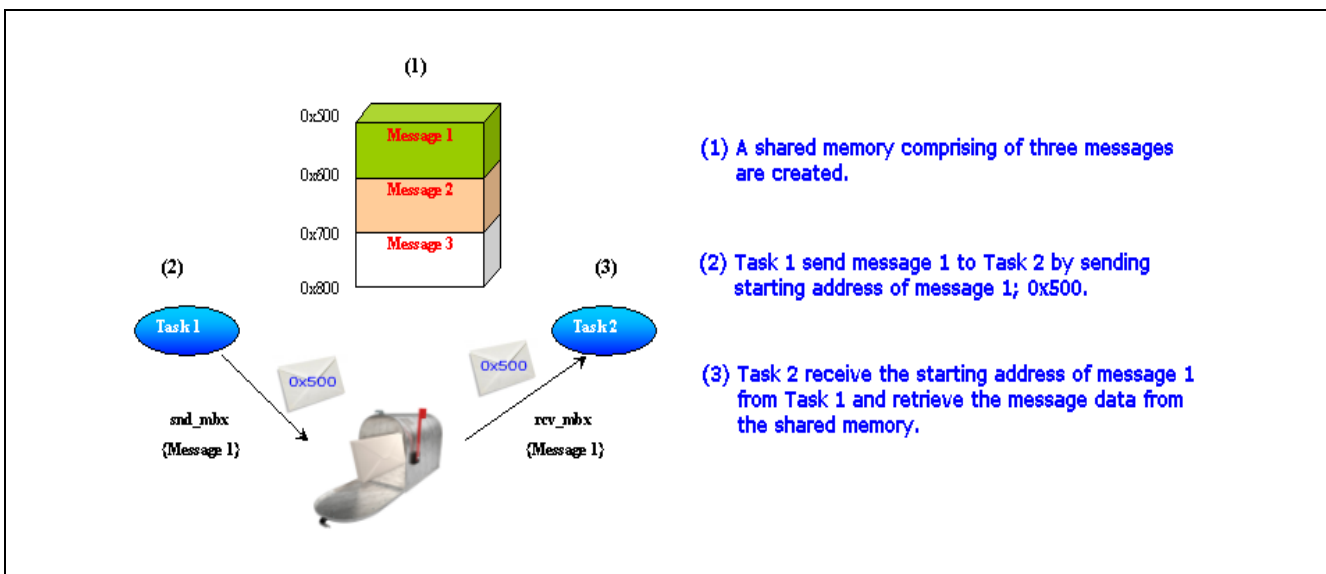 (1)
0x500
Message 1
0x600
Message 2
0x700
Message 3
0x800
(2)
Task 1
0x500
snd_mbx
{Message 1}
(3)
Task 2
0x500
rcv_mbx
{Message 1}
(1) A shared memory comprising of three messages
are created.
(2) Task 1 send message 1 to Task 2 by sending
starting address of message 1; 0x500.
(3) Task 2 receive the starting address of message 1
from Task 1 and retrieve the message data from
the shared memory.